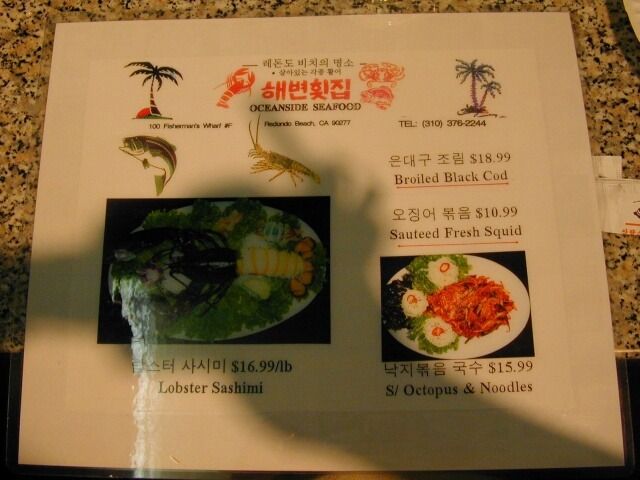 레돈도 비치의 명소
• 살아있는 각종 활어
해변횟집
OCEANSIDE SEAFOOD
100 Fisherman's Wharf #F Redondo Beach, CA 90277 TEL: (310) 376-2244
은대구 조림 $18.99
Broiled Black Cod
오징어 볶음 $10.99
Sauteed Fresh Squid
사시미 $16.99/lb
Lobster Sashimi
낙지볶음 국수 $15.99
S/ Octopus & Noodles